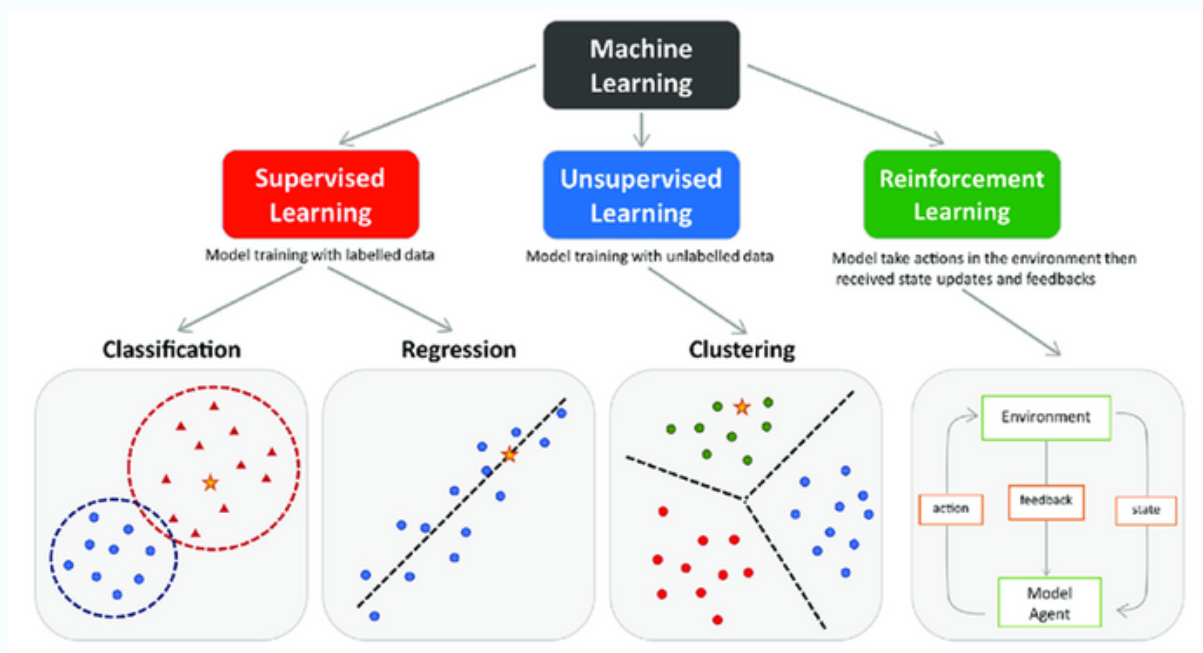 Machine
Learning
Supervised
Learning
Unsupervised
Learning
Reinforcement
Learning
Model training with labelled data
Model training with unlabelled data
Model take actions in the environment then
received state updates and feedbacks
Classification
Regression
Clustering
Environment
action
feedback
state
Model
Agent